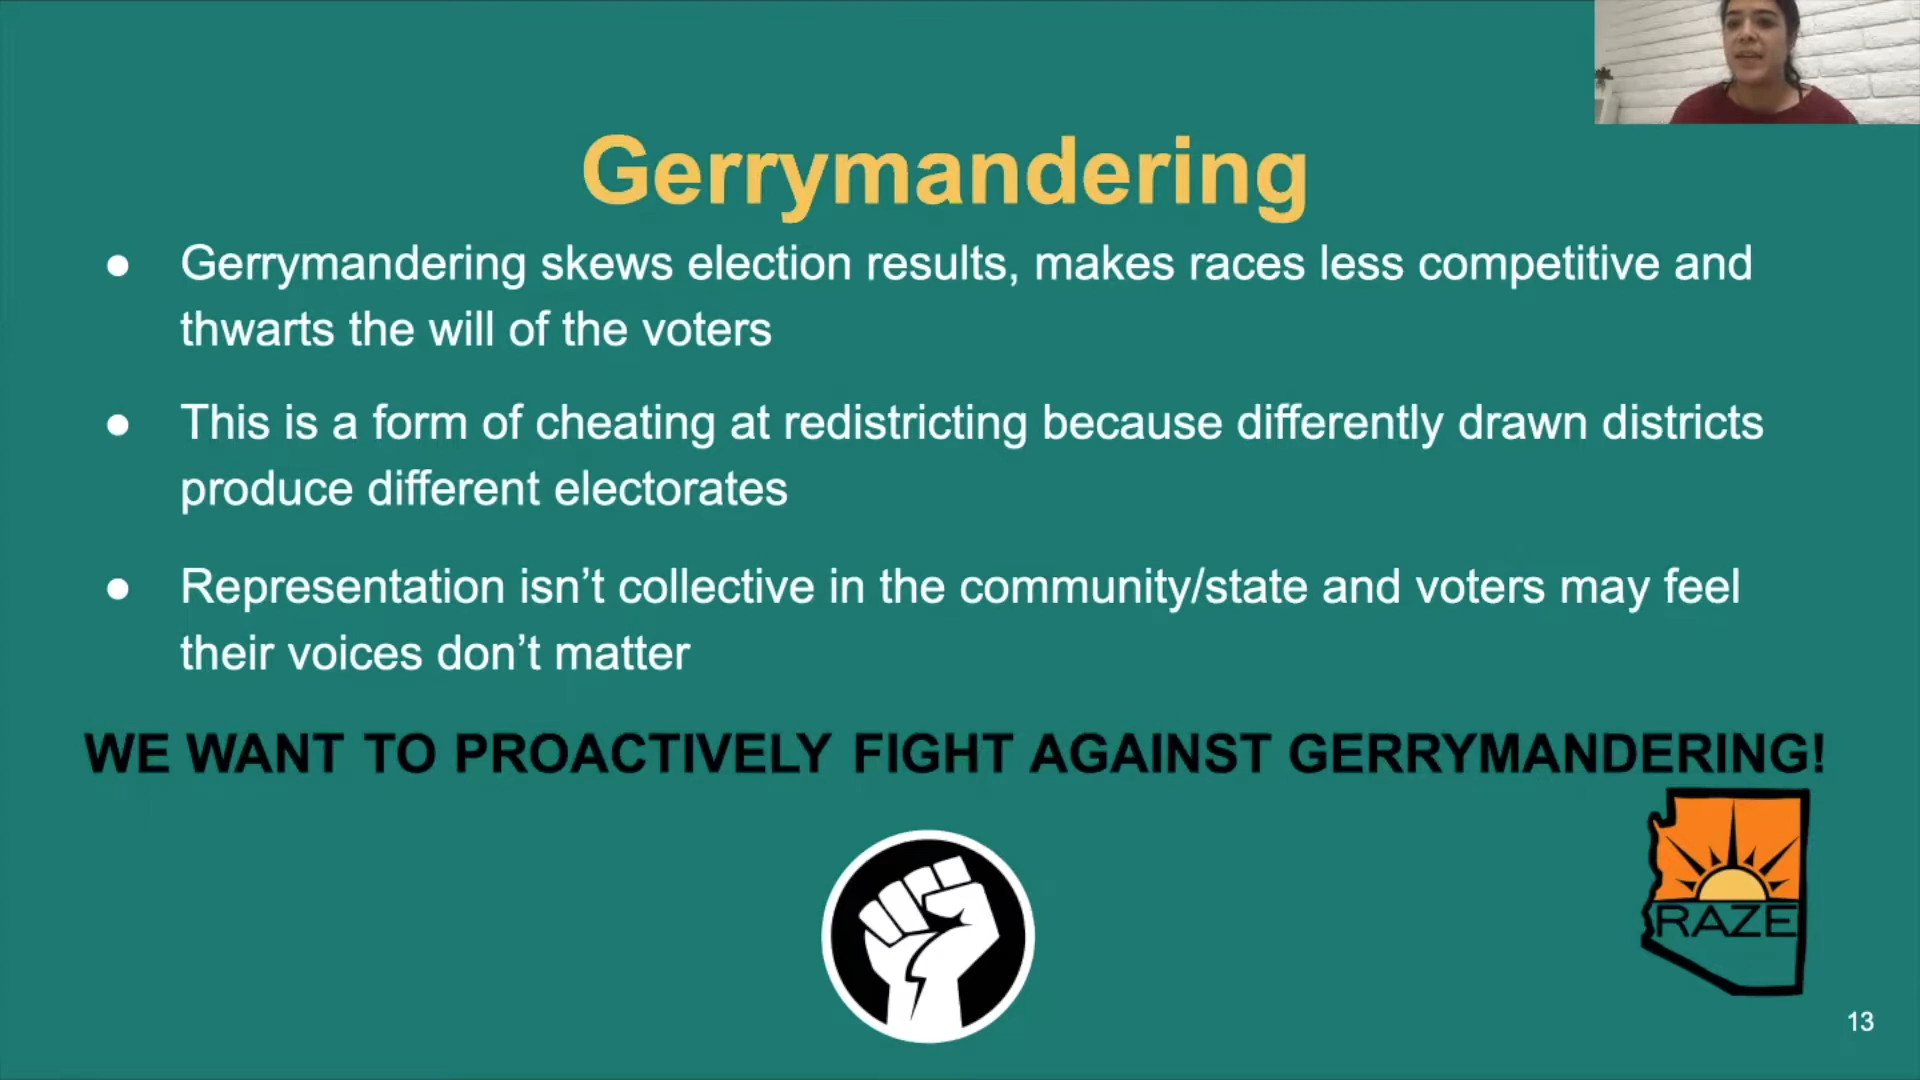 Gerrymandering
● Gerrymandering skews election results, makes races less competitive and
thwarts the will of the voters
● This is a form of cheating at redistricting because differently drawn districts
produce different electorates
● Representation isn’t collective in the community/state and voters may feel
their voices don’t matter
WE WANT TO PROACTIVELY FIGHT AGAINST GERRYMANDERING!
RAZE
13